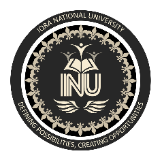 IQRA NATIONAL UNIVERSITY
INU
DEFINING POSSIBILITIES, CREATING OPPORTUNITIES